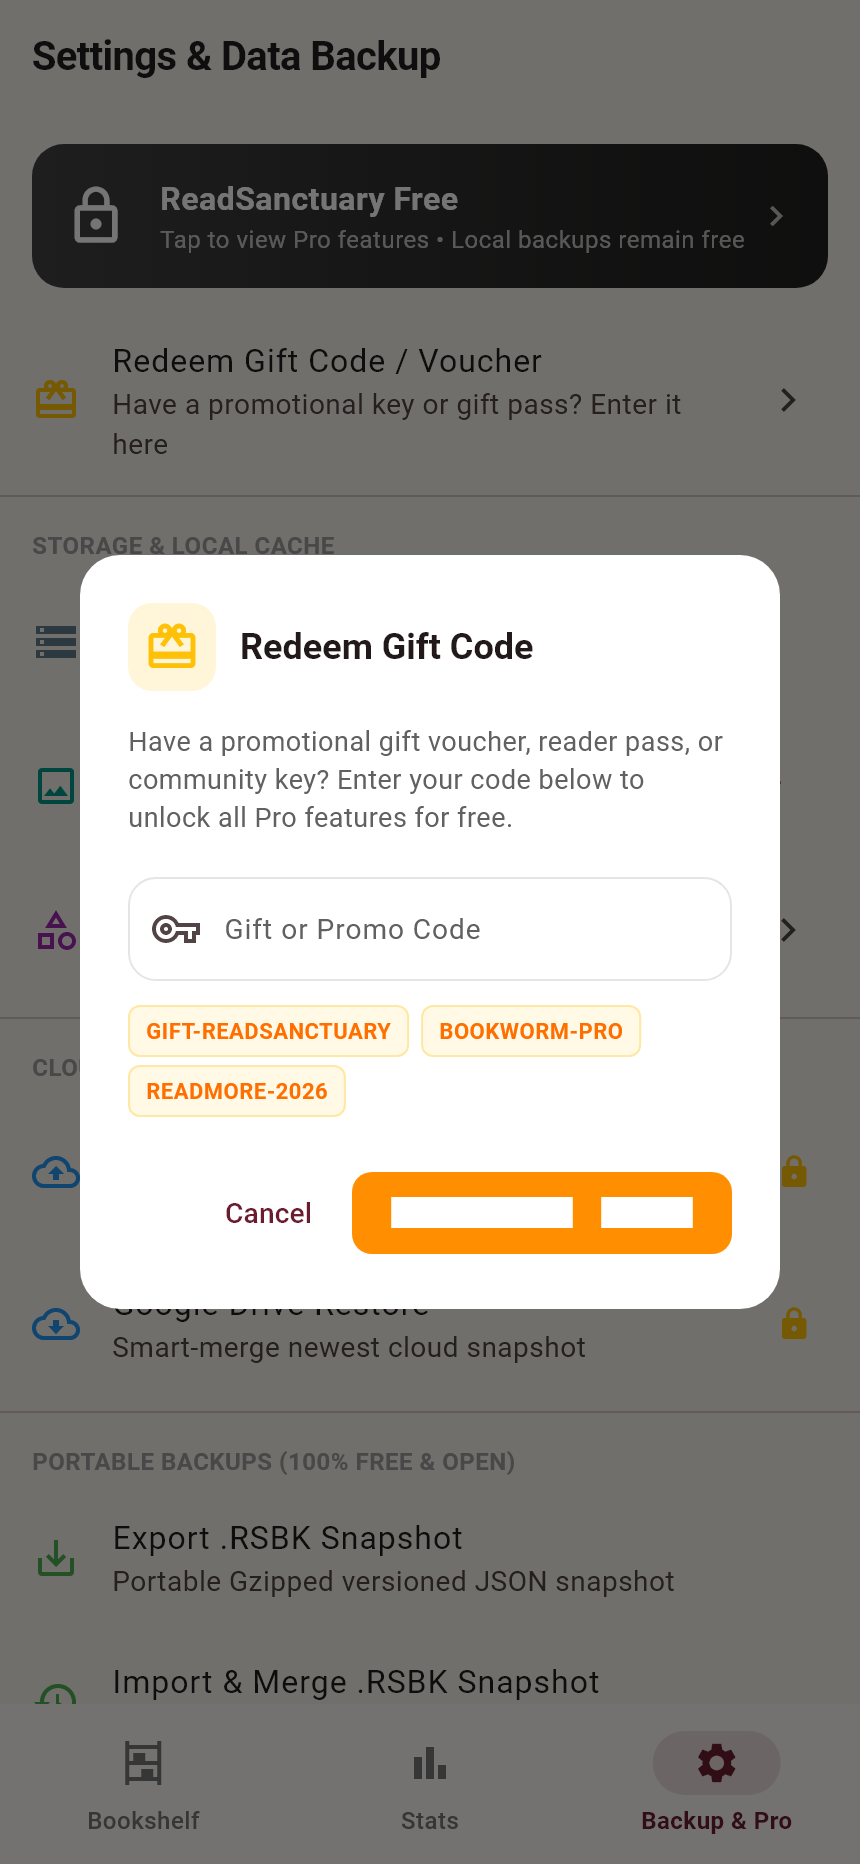 Settings & Data Backup
ReadSanctuary Free
Tap to view Pro features • Local backups remain free
Redeem Gift Code / Voucher
Have a promotional key or gift pass? Enter it
here
STORAGE & LOCAL CACHE
Redeem Gift Code
Have a promotional gift voucher, reader pass, or
community key? Enter your code below to
unlock all Pro features for free.
Gift or Promo Code
GIFT-READSANCTUARY BOOKWORM-PRO
READMORE-2026
CLO
Cancel
Google Drive Restore
Smart-merge newest cloud snapshot
PORTABLE BACKUPS (100% FREE & OPEN)
Export .RSBK Snapshot
Portable Gzipped versioned JSON snapshot
Import & Merge .RSBK Snapshot
Bookshelf Stats Backup & Pro